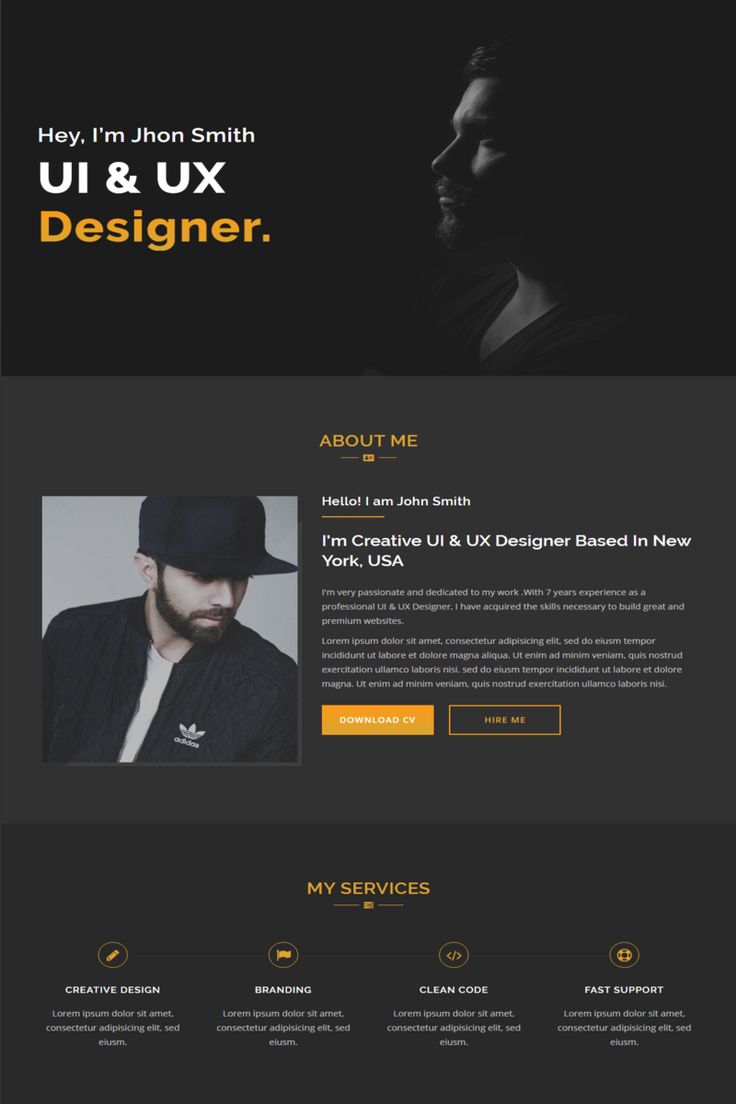 Hey, I’m Jhon Smith
UI & UX
Designer.
ABOUT ME
Hello! I am John Smith
I'm Creative UI & UX Designer Based In New
York, USA
I'm very passionate and dedicated to my work .With 7 years experience as a
professional UI & UX Designer, I have acquired the skills necessary to build great and
premium websites.
Lorem ipsum dolor sit amet, consectetur adipisicing elit, sed do eiusm tempor
incididunt ut labore et dolore magna aliqua. Ut enim ad minim veniam, quis nostrud
exercitation ullamco laboris nisi. sed do eiusm tempor incididunt ut labore et dolore
magna. Ut enim ad minim veniam, quis nostrud exercitation ullamco laboris nisi.
adidas
DOWNLOAD CV
HIRE ME
MY SERVICES
CREATIVE DESIGN
Lorem ipsum dolor sit amet,
consectetur adipisicing elit, sed
eiusm.
BRANDING
Lorem ipsum dolor sit amet,
consectetur adipisicing elit, sed
eiusm.
CLEAN CODE
Lorem ipsum dolor sit amet,
consectetur adipisicing elit, sed
eiusm.
FAST SUPPORT
Lorem ipsum dolor sit amet,
consectetur adipisicing elit, sed
eiusm.